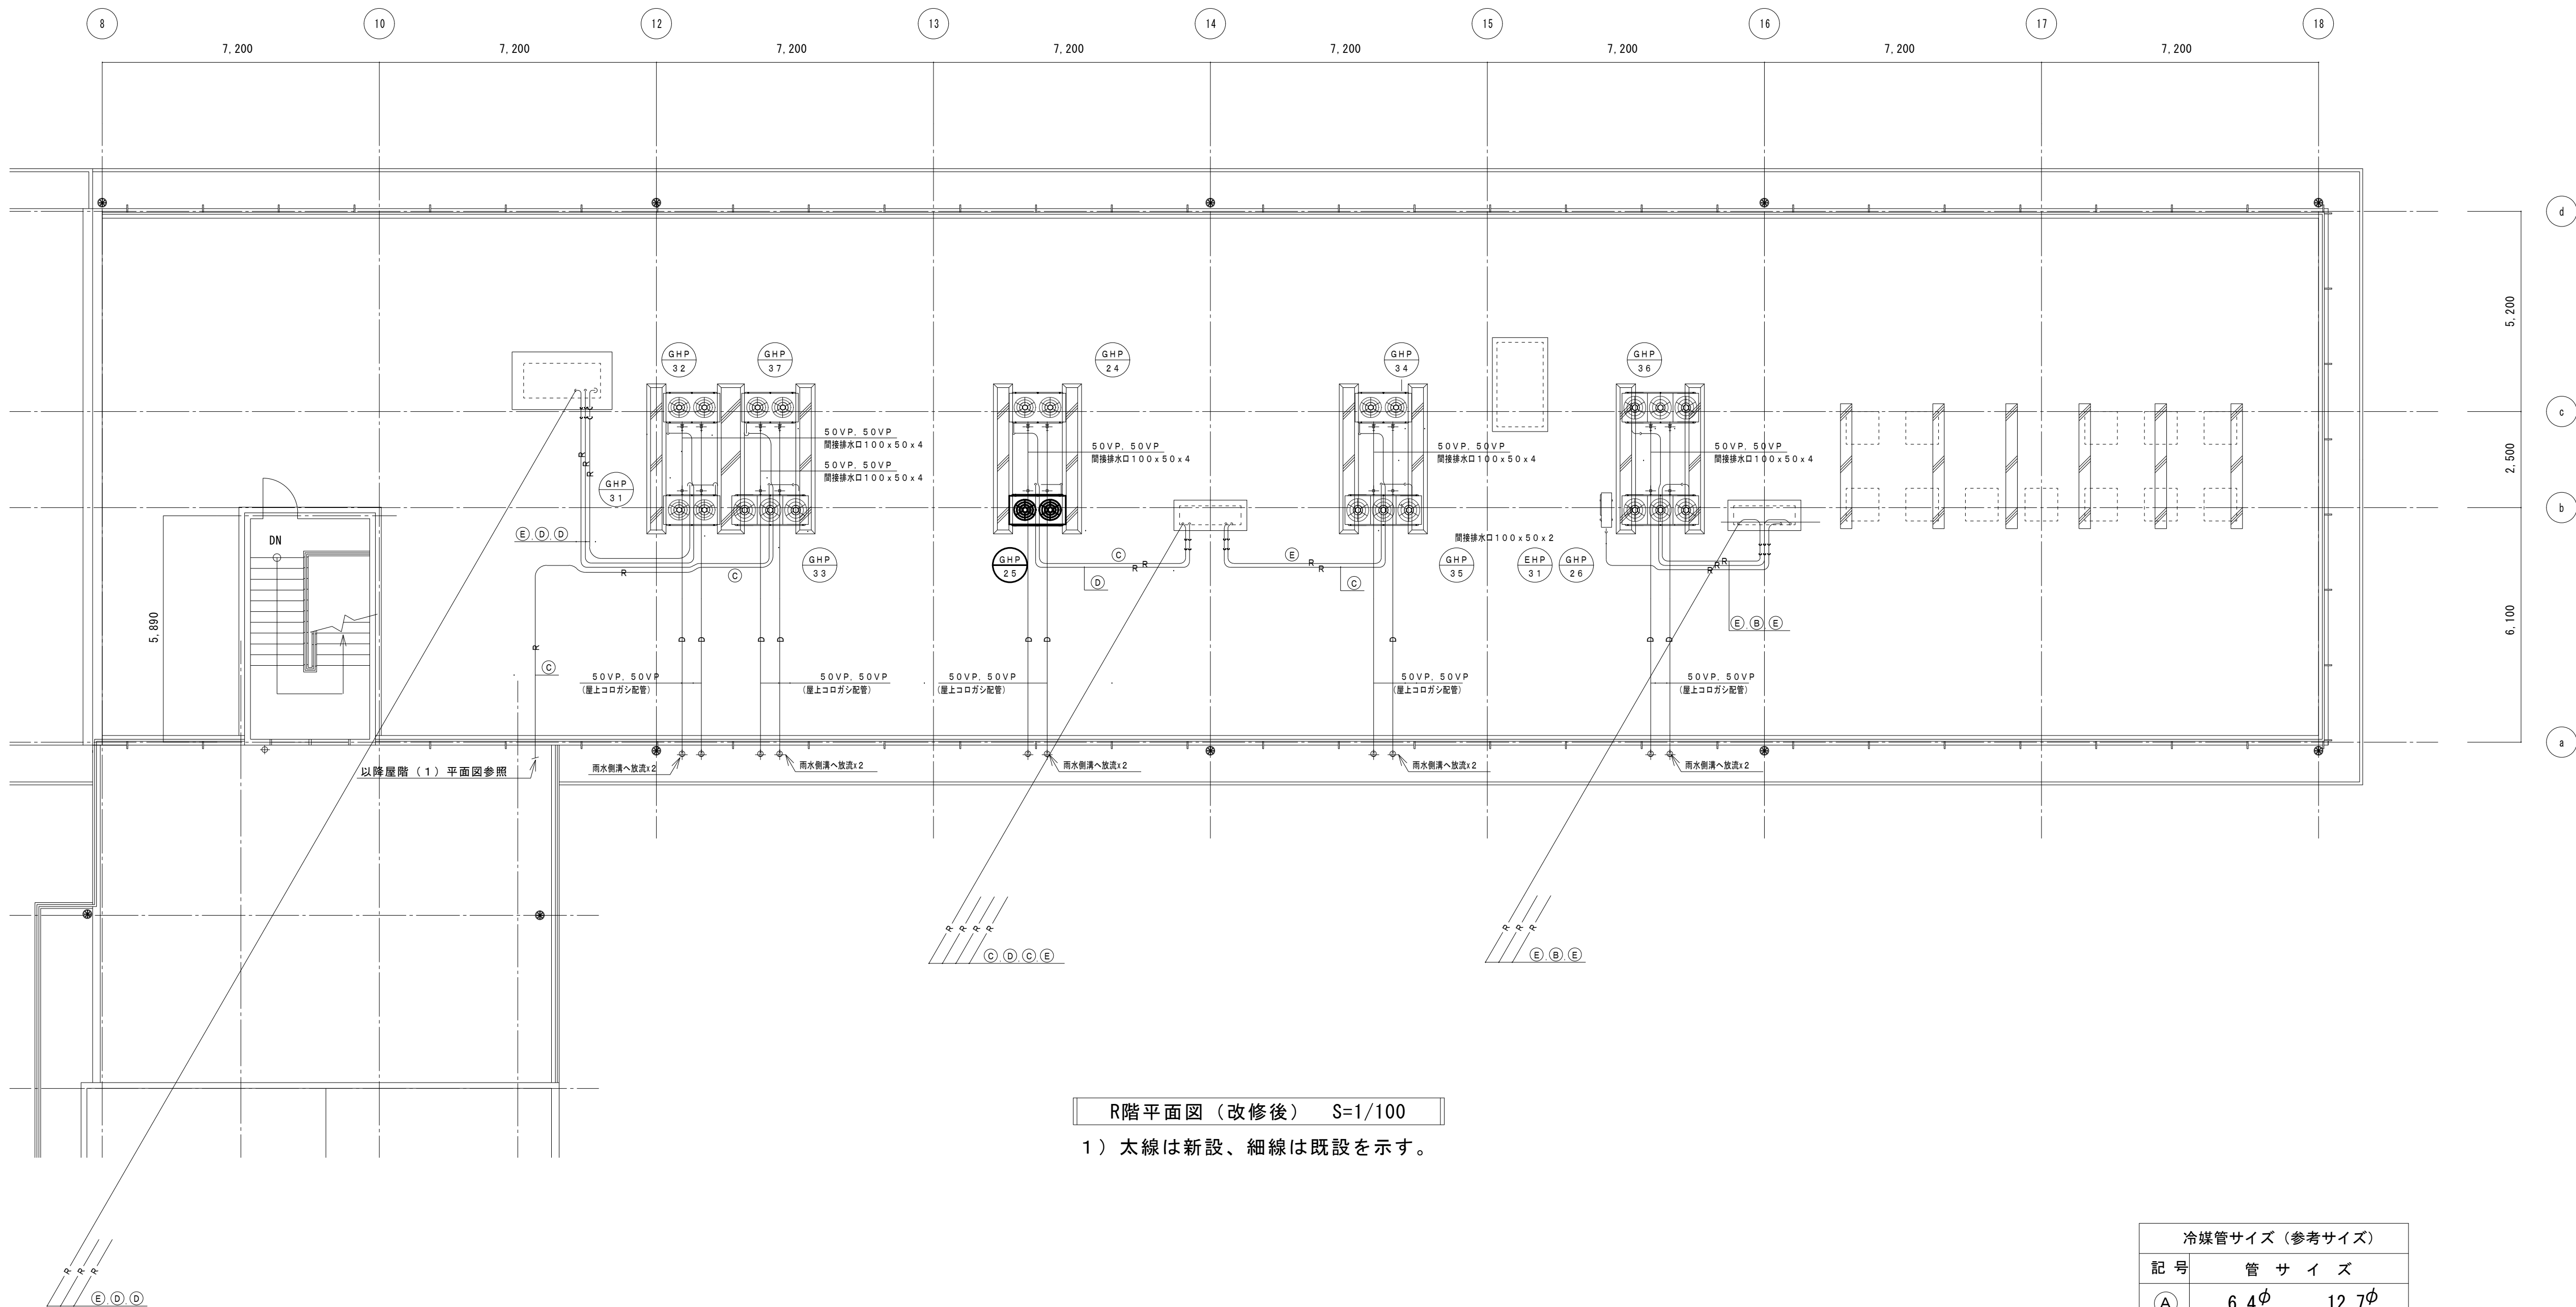 8 10 12 13 14 15 16 17 18
7,200 7,200 7,200 7,200 7,200 7,200 7,200 7,200
d
5,200
c
2,500
b
6,100
a
GHP 32
GHP 37
GHP 24
GHP 34
GHP 36
50VP, 50VP
間接排水口100x50x4
50VP, 50VP
間接排水口100x50x4
50VP, 50VP
間接排水口100x50x4
50VP, 50VP
間接排水口100x50x4
50VP, 50VP
間接排水口100x50x4
R
R
R
GHP 31
E, D, D
R
C
GHP 33
GHP 25
C
R R
D
E
R R
C
間接排水口100x50x2
GHP 35
EHP 31
GHP 26
R R R
E, B, E
DN
5,890
R
C
D D D D D D D D D
50VP, 50VP
(屋上コロガシ配管)
50VP, 50VP
(屋上コロガシ配管)
50VP, 50VP
(屋上コロガシ配管)
50VP, 50VP
(屋上コロガシ配管)
50VP, 50VP
(屋上コロガシ配管)
以降屋階(1)平面図参照
雨水側溝へ放流x2
雨水側溝へ放流x2
雨水側溝へ放流x2
雨水側溝へ放流x2
雨水側溝へ放流x2
R R R R
C, D, C, E
R R R
E, B, E
R階平面図(改修後) S=1/100
1)太線は新設、細線は既設を示す。
R R R
E, D, D
冷媒管サイズ(参考サイズ)
記号 管サイズ
A 6.4φ 12.7φ